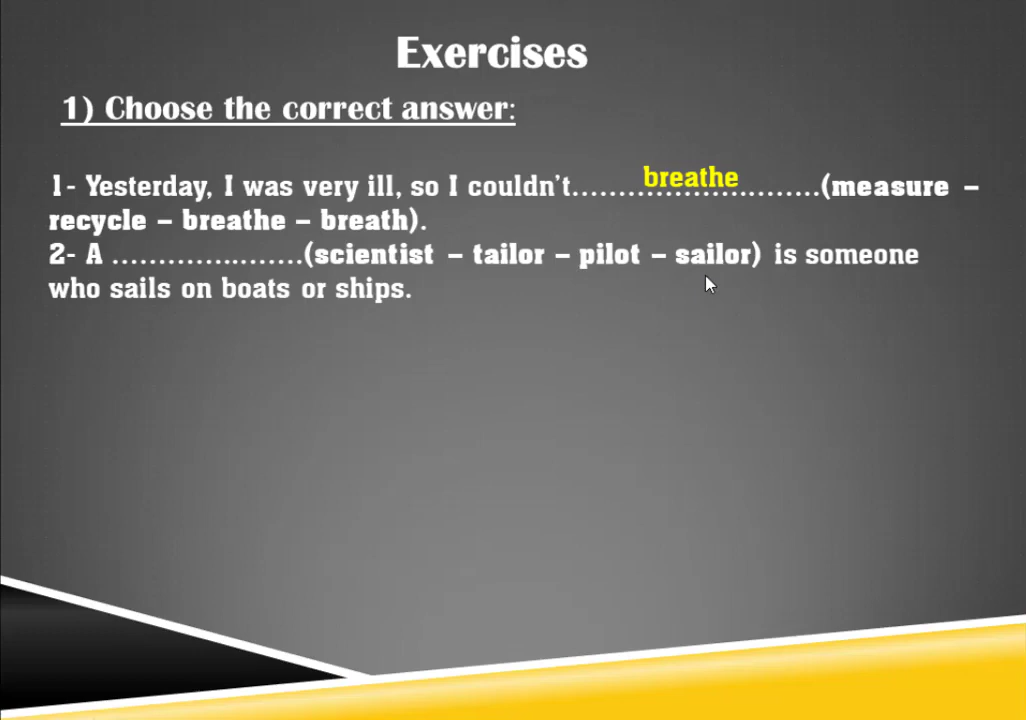 Exercises
1) Choose the correct answer:
1- Yesterday, I was very ill, so I couldn't.........breathe..........(measure –
recycle – breathe – breath).
2- A .....................(scientist – tailor – pilot – sailor) is someone
who sails on boats or ships.